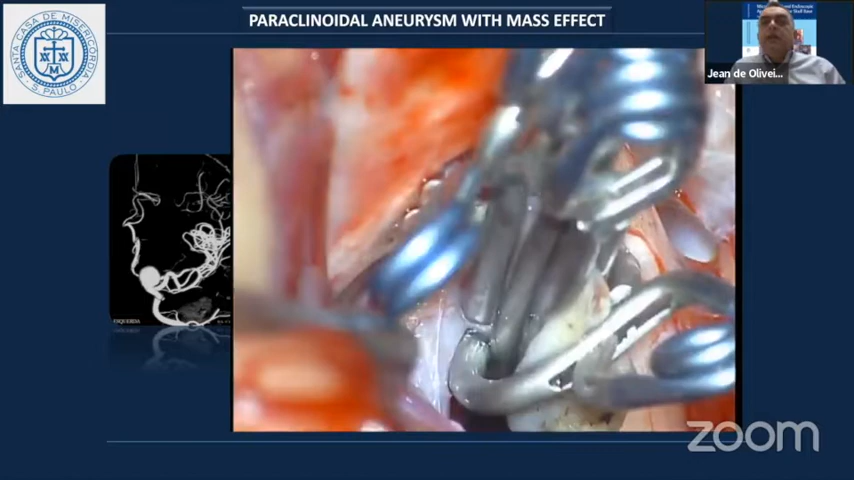 PARACLINOIDAL ANEURYSM WITH MASS EFFECT
SANTA CASA DE MISERICORDIA
S. PAULO
M
Jean de Olivei...
ESQUERDA
zoom